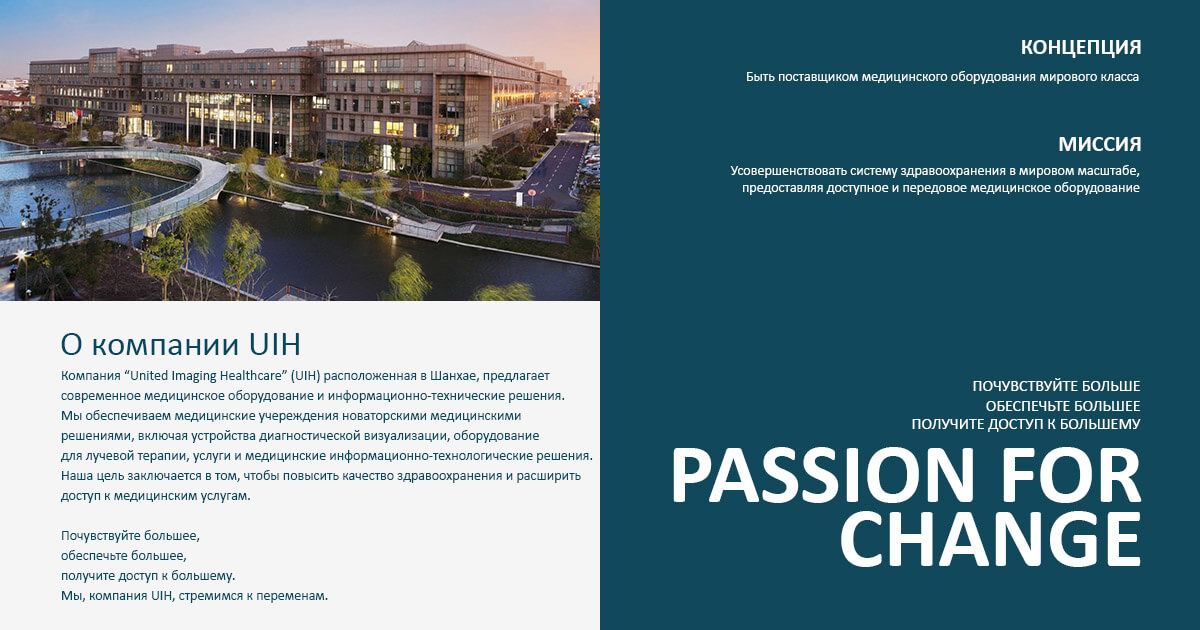 О компании UIH
Компания “United Imaging Healthcare” (UIH) расположенная в Шанхае, предлагает
современное медицинское оборудование и информационно-технические решения.
Мы обеспечиваем медицинские учереждения новаторскими медицинскими
решениями, включая устройства диагностической визуализации, оборудование
для лучевой терапии, услуги и медицинские информационно-технологические решения.
Наша цель заключается в том, чтобы повысить качество здравоохранения и расширить
доступ к медицинским услугам.
Почувствуйте большее,
обеспечьте большее,
получите доступ к большему.
Мы, компания UIH, стремимся к переменам.
КОНЦЕПЦИЯ
Быть поставщиком медицинского оборудования мирового класса
МИССИЯ
Усовершенствовать систему здравоохранения в мировом масштабе,
предоставляя доступное и передовое медицинское оборудование
ПОЧУВСТВУЙТЕ БОЛЬШЕ
ОБЕСПЕЧЬТЕ БОЛЬШЕЕ
ПОЛУЧИТЕ ДОСТУП К БОЛЬШЕМУ
PASSION FOR
CHANGE